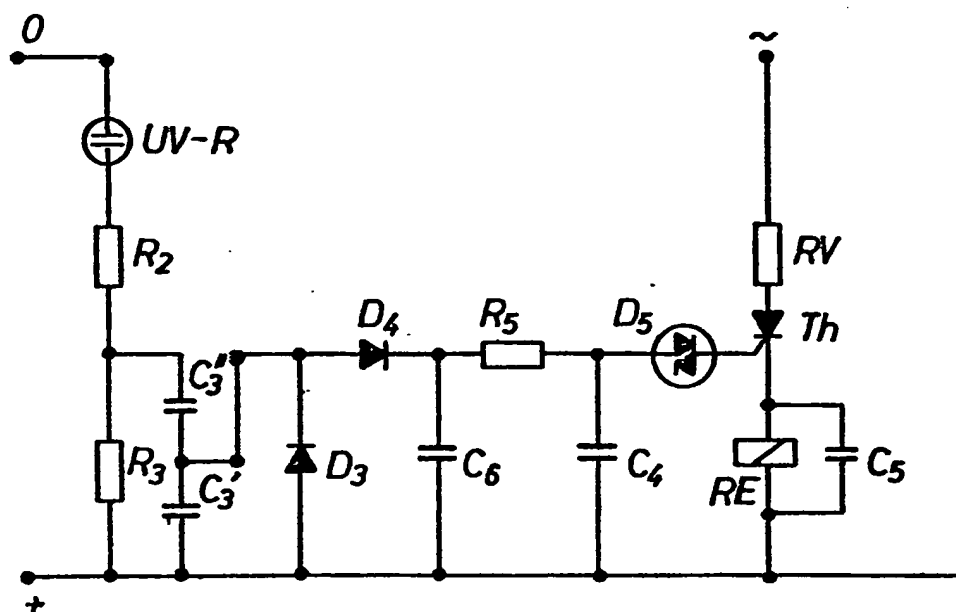 0
~
UV-R
R2
RV
D4
R5
D5
Th
C3"
R3
C3'
D3
C6
C4
RE
C5
+